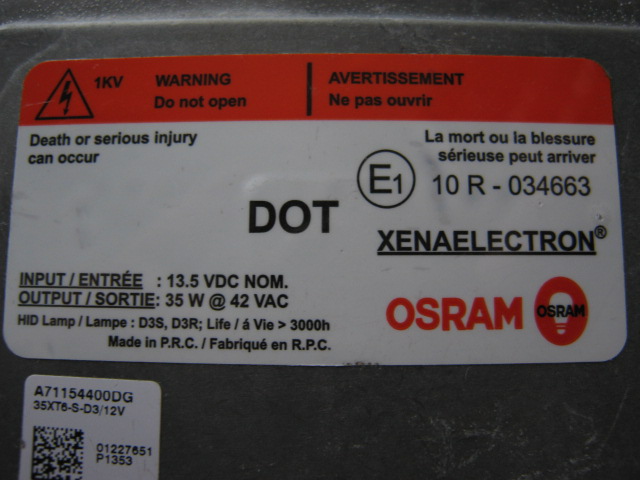 1KV WARNING
Do not open
AVERTISSEMENT
Ne pas ouvrir
Death or serious injury
can occur
La mort ou la blessure
sérieuse peut arriver
E1 10 R - 034663
DOT
XENAELECTRON®
INPUT / ENTRÉE : 13.5 VDC NOM.
OUTPUT / SORTIE: 35 W @ 42 VAC
HID Lamp / Lampe : D3S, D3R; Life / á Vie > 3000h
Made in P.R.C. / Fabriqué en R.P.C.
OSRAM OSRAM
A71154400DG
35XT6-S-D3/12V
01227651
P1353